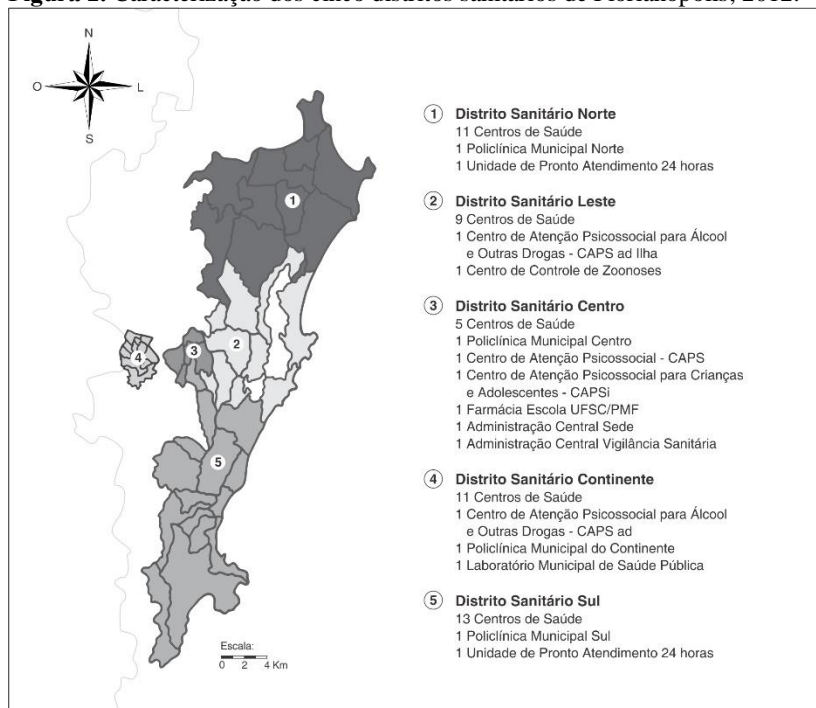 Figura 2. Caracterização dos cinco distritos sanitários de Florianópolis, 2012.
N
O
L
S
1 Distrito Sanitário Norte
11 Centros de Saúde
1 Policlínica Municipal Norte
1 Unidade de Pronto Atendimento 24 horas
2 Distrito Sanitário Leste
9 Centros de Saúde
1 Centro de Atenção Psicossocial para Álcool
e Outras Drogas - CAPS ad Ilha
1 Centro de Controle de Zoonoses
3 Distrito Sanitário Centro
5 Centros de Saúde
1 Policlínica Municipal Centro
1 Centro de Atenção Psicossocial - CAPS
1 Centro de Atenção Psicossocial para Crianças
e Adolescentes - CAPSi
1 Farmácia Escola UFSC/PMF
1 Administração Central Sede
1 Administração Central Vigilância Sanitária
4 Distrito Sanitário Continente
11 Centros de Saúde
1 Centro de Atenção Psicossocial para Álcool
e Outras Drogas - CAPS ad
1 Policlínica Municipal do Continente
1 Laboratório Municipal de Saúde Pública
5 Distrito Sanitário Sul
13 Centros de Saúde
1 Policlínica Municipal Sul
1 Unidade de Pronto Atendimento 24 horas
1
2
3
4
5
Escala:
0 2 4 Km